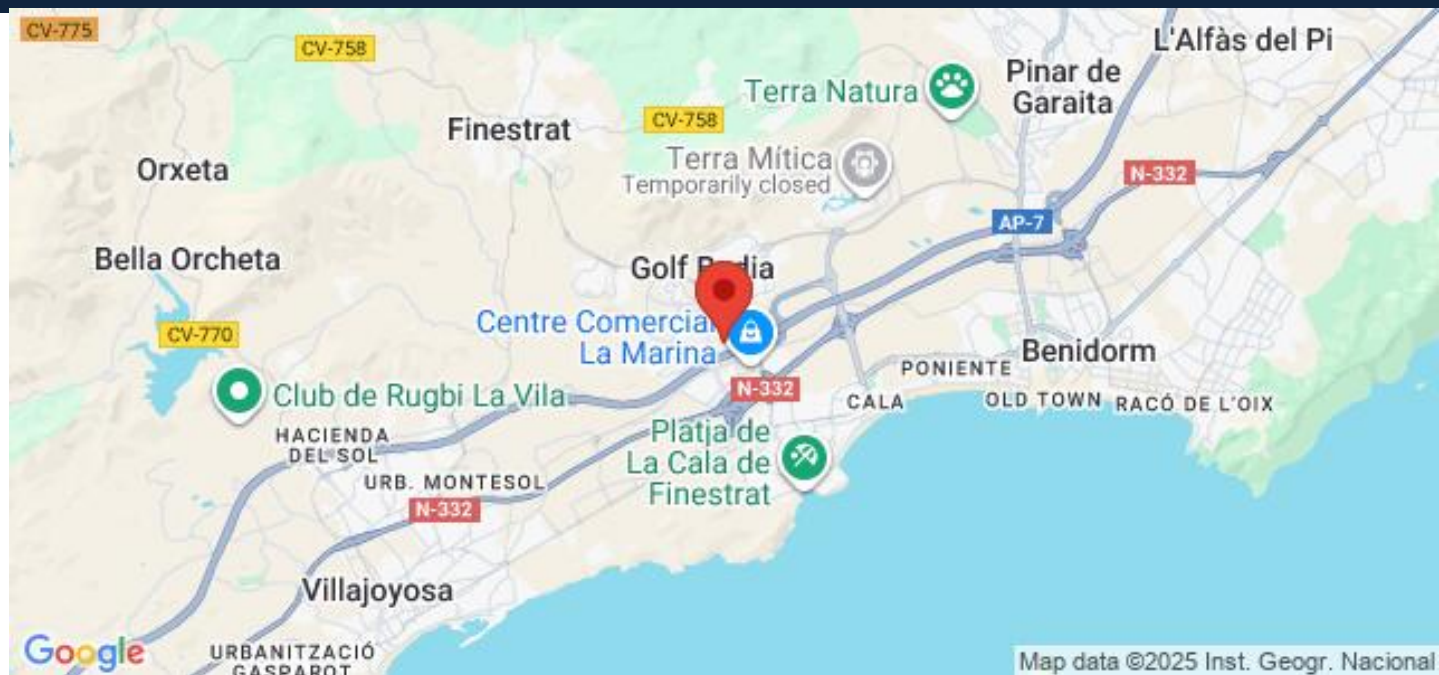 CV-775
CV-758
L'Alfàs del Pi
Pinar de
Garaita
Terra Natura
Finestrat
CV-758
Terra Mítica
Temporarily closed
Orxeta
N-332
AP-7
Bella Orcheta
Golf
Centre Comercial
La Marina
CV-770
Benidorm
PONIENTE
N-332
Club de Rugbi La Vila
CALA
OLD TOWN
RACÓ DE L'OIX
HACIENDA
DEL SOL
Platja de
La Cala de
Finestrat
URB. MONTESOL
N-332
Villajoyosa
Google
URBANITZACIÓ
GASPAROT
Map data ©2025 Inst. Geogr. Nacional